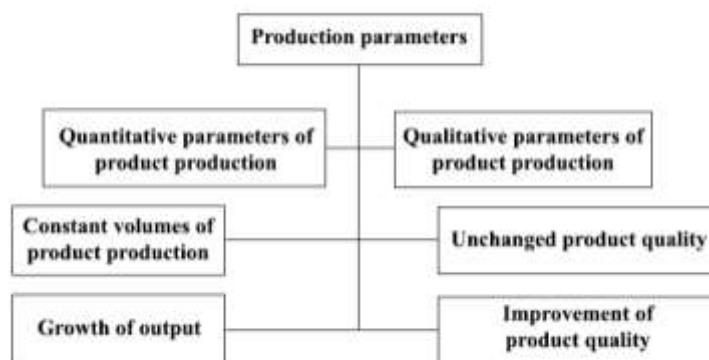 Production parameters
Quantitative parameters of
product production
Qualitative parameters of
product production
Constant volumes of
product production
Unchanged product quality
Growth of output
Improvement of
product quality